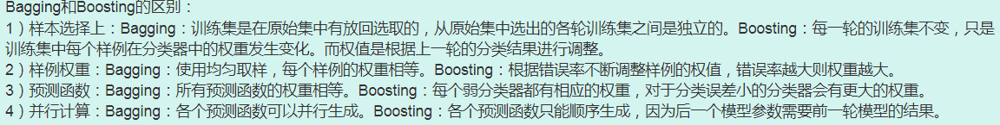 Bagging和Boosting的区别：
1）样本选择上：Bagging：训练集是在原始集中有放回选取的，从原始集中选出的各轮训练集之间是独立的。Boosting：每一轮的训练集不变，只是
训练集中每个样例在分类器中的权重发生变化。而权值是根据上一轮的分类结果进行调整。
2）样例权重：Bagging：使用均匀取样，每个样例的权重相等。Boosting：根据错误率不断调整样例的权值，错误率越大则权重越大。
3）预测函数：Bagging：所有预测函数的权重相等。Boosting：每个弱分类器都有相应的权重，对于分类误差小的分类器会有更大的权重。
4）并行计算：Bagging：各个预测函数可以并行生成。Boosting：各个预测函数只能顺序生成，因为后一个模型参数需要前一轮模型的结果。